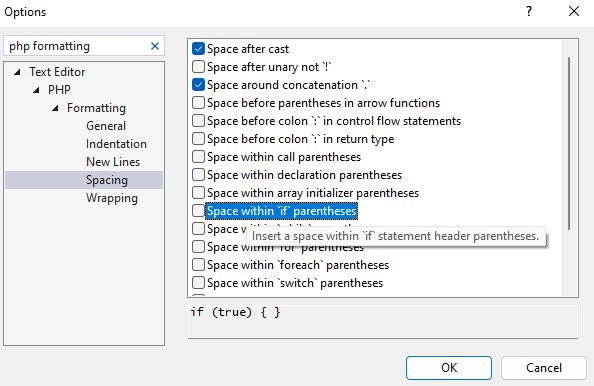 Options
php formatting
Text Editor
PHP
Formatting
General
Indentation
New Lines
Spacing
Wrapping
Space after cast
Space after unary not `!`
Space around concatenation `.`
Space before parentheses in arrow functions
Space before colon `:` in control flow statements
Space before colon `:` in return type
Space within call parentheses
Space within declaration parentheses
Space within array initializer parentheses
Space within `if` parentheses
Space
Insert a space within `if` statement header parentheses.
Space within `for` parentheses
Space within `foreach` parentheses
Space within `switch` parentheses
if (true) { }
OK
Cancel